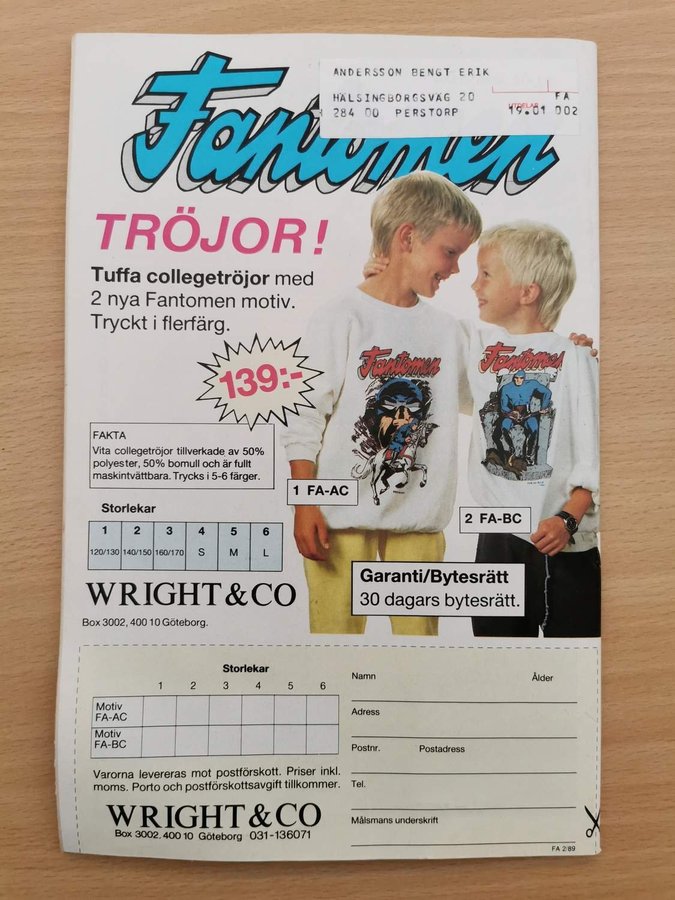 Fantomen
ANDERSSON BENGT ERIK
HÄLSINGBORGSVÄG 20 FA
284 00 PERSTORP 19.01 002
TRÖJOR!
Tuffa collegetröjor med
2 nya Fantomen motiv.
Tryckt i flerfärg.
139:-
Fantomen
Fantomen
FAKTA
Vita collegetröjor tillverkade av 50%
polyester, 50% bomull och är fullt
maskintvättbara. Trycks i 5-6 färger.
1 FA-AC
2 FA-BC
Storlekar
1 2 3 4 5 6
120/130 140/150 160/170 S M L
WRIGHT & CO
Box 3002, 400 10 Göteborg.
Garanti/Bytesrätt
30 dagars bytesrätt.
Storlekar
1 2 3 4 5 6
Motiv
FA-AC
Motiv
FA-BC
Varorna levereras mot postförskott. Priser inkl.
moms. Porto och postförskottsavgift tillkommer.
WRIGHT & CO
Box 3002. 400 10 Göteborg 031-136071
Namn Ålder
Adress
Postnr. Postadress
Tel.
Målsmans underskrift
FA 2/89